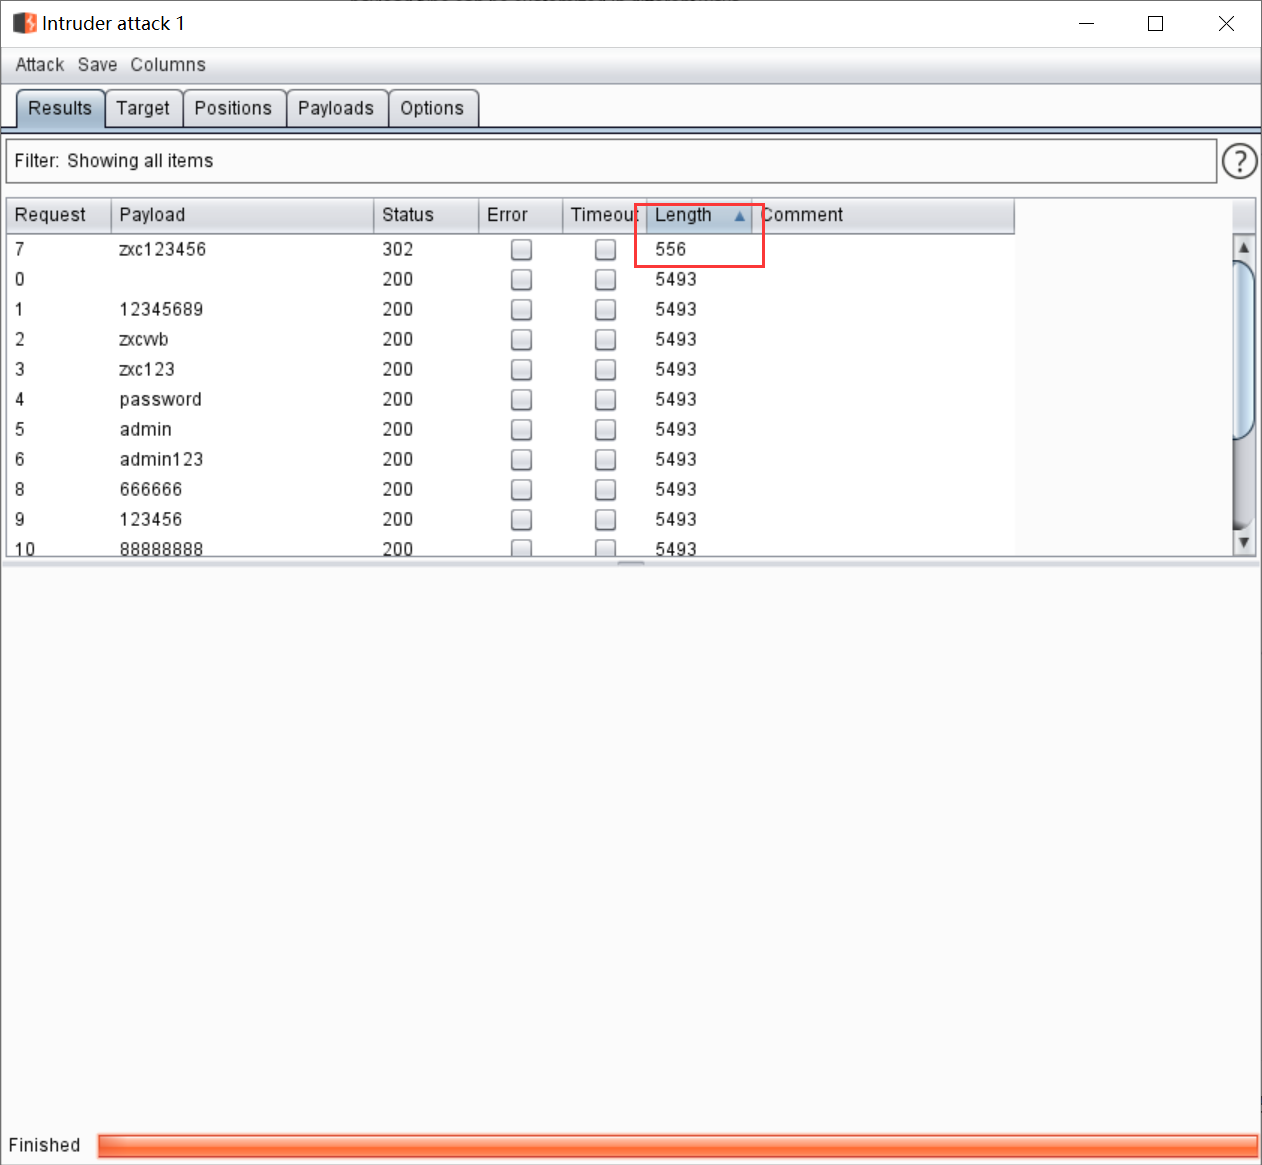 Intruder attack 1
Attack Save Columns
Results Target Positions Payloads Options
Filter: Showing all items
?
Request Payload Status Error Timeout Length Comment
7 zxc123456 302 556
0 200 5493
1 12345689 200 5493
2 zxcvvb 200 5493
3 zxc123 200 5493
4 password 200 5493
5 admin 200 5493
6 admin123 200 5493
8 666666 200 5493
9 123456 200 5493
10 88888888 200 5493
Finished